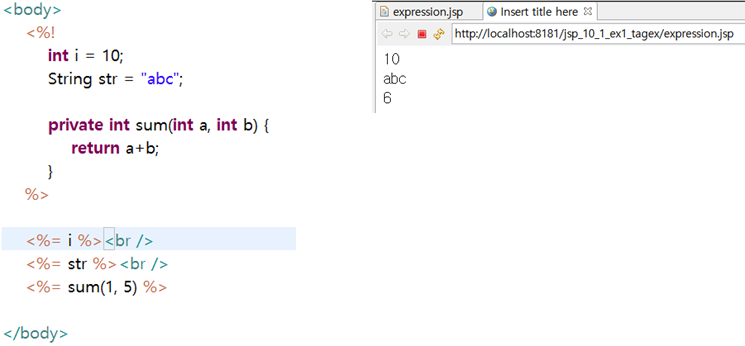 <body>
<%!
int i = 10;
String str = "abc";
private int sum(int a, int b) {
return a+b;
}
%>
<%= i %><br />
<%= str %><br />
<%= sum(1, 5) %>
</body>
expression.jsp
Insert title here
http://localhost:8181/jsp_10_1_ex1_tagex/expression.jsp
10
abc
6